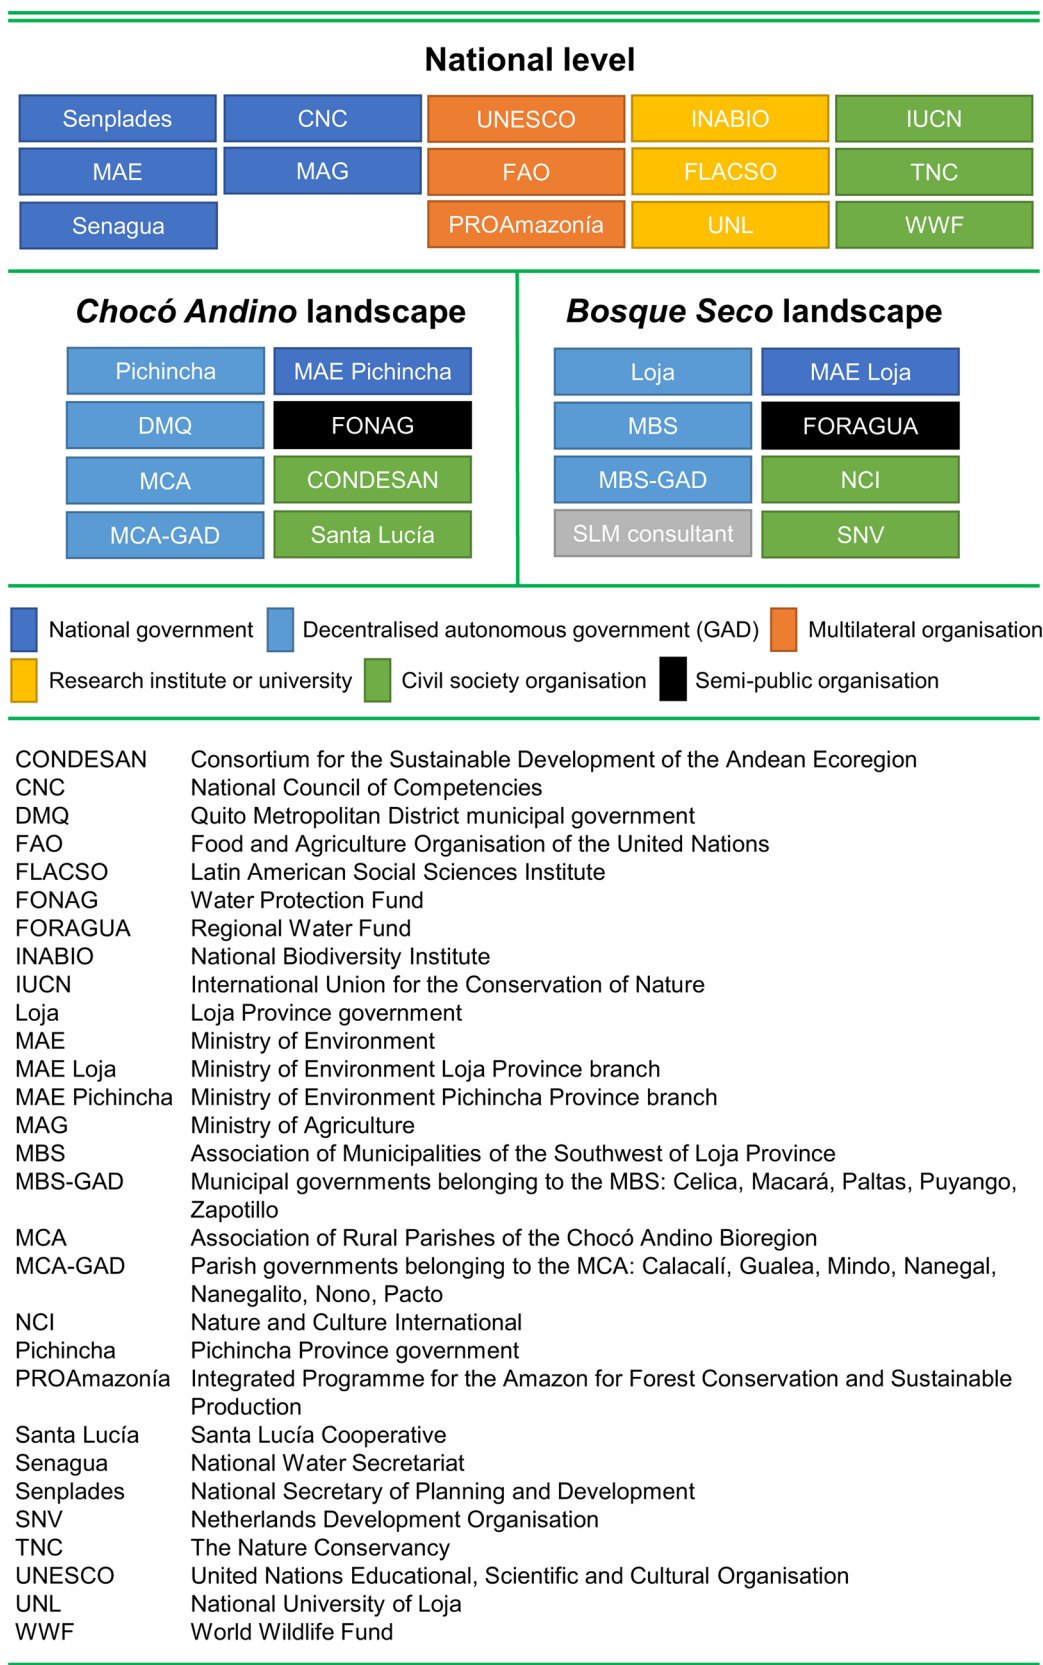 National level
Senplades CNC UNESCO INABIO IUCN
MAE MAG FAO FLACSO TNC
Senagua PROAmazonía UNL WWF
Chocó Andino landscape
Pichincha MAE Pichincha
DMQ FONAG
MCA CONDESAN
MCA-GAD Santa Lucía
Bosque Seco landscape
Loja MAE Loja
MBS FORAGUA
MBS-GAD NCI
SLM consultant SNV
National government Decentralised autonomous government (GAD) Multilateral organisation
Research institute or university Civil society organisation Semi-public organisation
CONDESAN Consortium for the Sustainable Development of the Andean Ecoregion
CNC National Council of Competencies
DMQ Quito Metropolitan District municipal government
FAO Food and Agriculture Organisation of the United Nations
FLACSO Latin American Social Sciences Institute
FONAG Water Protection Fund
FORAGUA Regional Water Fund
INABIO National Biodiversity Institute
IUCN International Union for the Conservation of Nature
Loja Loja Province government
MAE Ministry of Environment
MAE Loja Ministry of Environment Loja Province branch
MAE Pichincha Ministry of Environment Pichincha Province branch
MAG Ministry of Agriculture
MBS Association of Municipalities of the Southwest of Loja Province
MBS-GAD Municipal governments belonging to the MBS: Celica, Macará, Paltas, Puyango,
Zapotillo
MCA Association of Rural Parishes of the Chocó Andino Bioregion
MCA-GAD Parish governments belonging to the MCA: Calacalí, Gualea, Mindo, Nanegal,
Nanegalito, Nono, Pacto
NCI Nature and Culture International
Pichincha Pichincha Province government
PROAmazonía Integrated Programme for the Amazon for Forest Conservation and Sustainable
Production
Santa Lucía Santa Lucía Cooperative
Senagua National Water Secretariat
Senplades National Secretary of Planning and Development
SNV Netherlands Development Organisation
TNC The Nature Conservancy
UNESCO United Nations Educational, Scientific and Cultural Organisation
UNL National University of Loja
WWF World Wildlife Fund